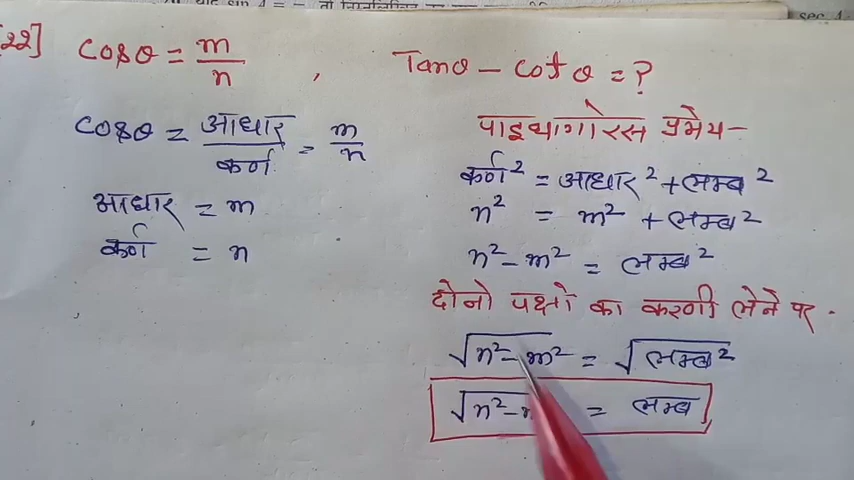 [22] cosθ = m/n , Tanθ - cotθ = ?
cosθ = आधार/कर्ण = m/n
आधार = m
कर्ण = n
पाइथागोरस प्रमेय-
कर्ण² = आधार² + लम्ब²
n² = m² + लम्ब²
n² - m² = लम्ब²
दोनो पक्षो का करणी लेने पर.
√n² - m² = √लम्ब²
√n² - = लम्ब